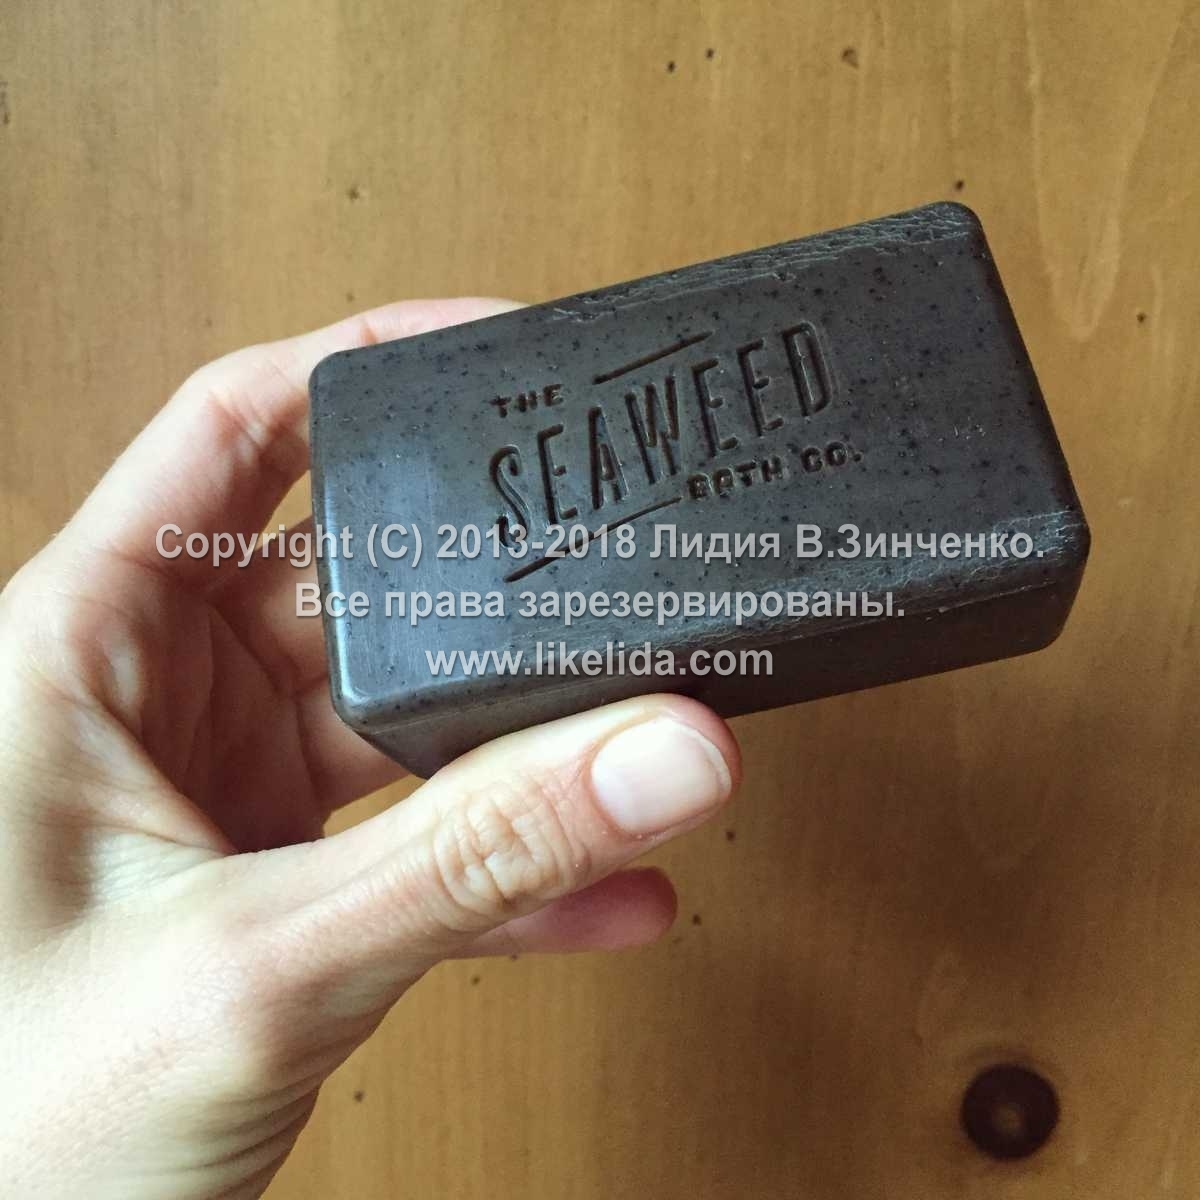 THE
SEAWEED
BATH CO.
Copyright (C) 2013-2018 Лидия В.Зинченко.
Все права зарезервированы.
www.likelida.com